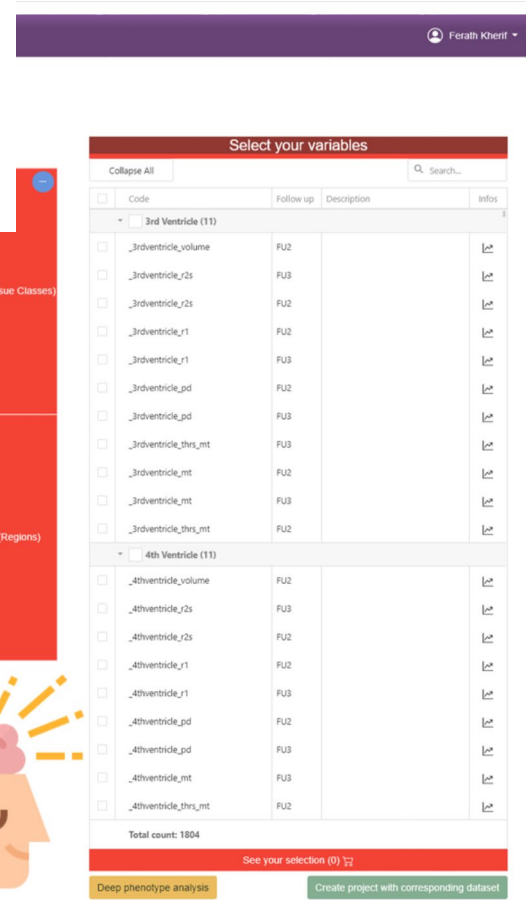 Ferath Kherif
Select your variables
Collapse All
Search...
Code Follow up Description Infos
3rd Ventricle (11)
_3rdventricle_volume FU2
_3rdventricle_r2s FU3
_3rdventricle_r2s FU2
_3rdventricle_r1 FU2
_3rdventricle_r1 FU3
_3rdventricle_pd FU2
_3rdventricle_pd FU3
_3rdventricle_thrs_mt FU3
_3rdventricle_mt FU2
_3rdventricle_mt FU3
_3rdventricle_thrs_mt FU2
4th Ventricle (11)
_4thventricle_volume FU2
_4thventricle_r2s FU3
_4thventricle_r2s FU2
_4thventricle_r1 FU2
_4thventricle_r1 FU3
_4thventricle_pd FU2
_4thventricle_pd FU3
_4thventricle_mt FU3
_4thventricle_thrs_mt FU2
Total count: 1804
See your selection (0)
Deep phenotype analysis
Create project with corresponding dataset
sue Classes)
(Regions)